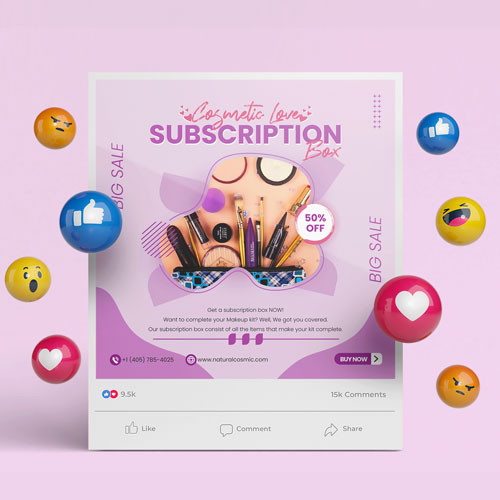 Cosmetic Love
SUBSCRIPTION
Box
BIG SALE
50%
OFF
BIG SALE
Get a subscription box NOW!
Want to complete your Makeup kit? Well, We got you covered.
Our subscription box consist of all the items that make your kit complete.
+1 (405) 785-4025
www.naturalcosmic.com
BUY NOW
9.5k
15k Comments
Like
Comment
Share